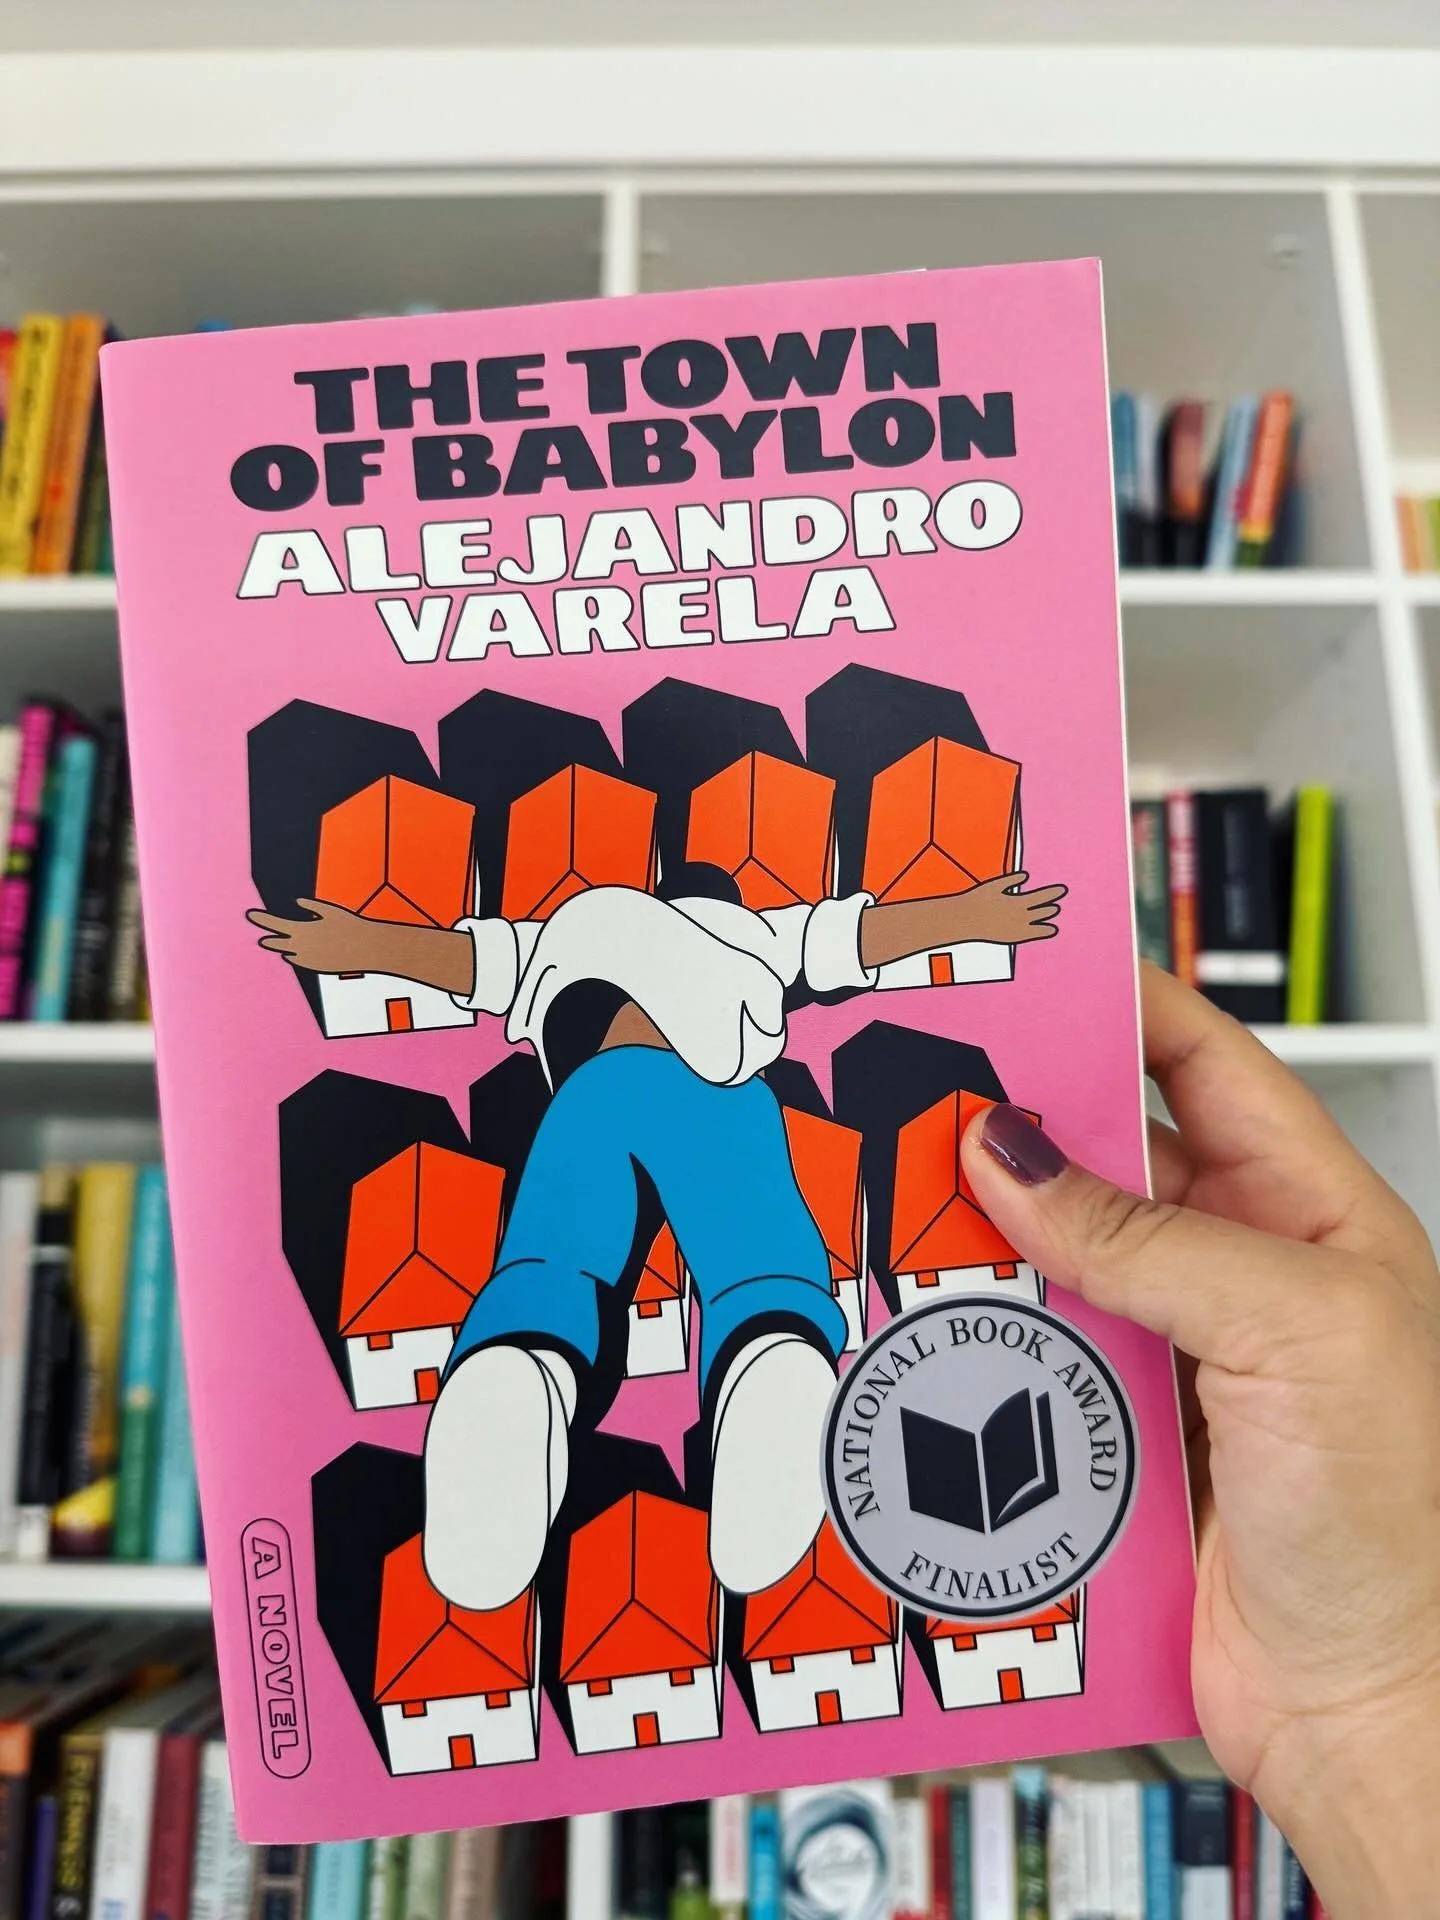 THE TOWN
OF BABYLON
ALEJANDRO
VARELA
NATIONAL BOOK AWARD
FINALIST
A NOVEL